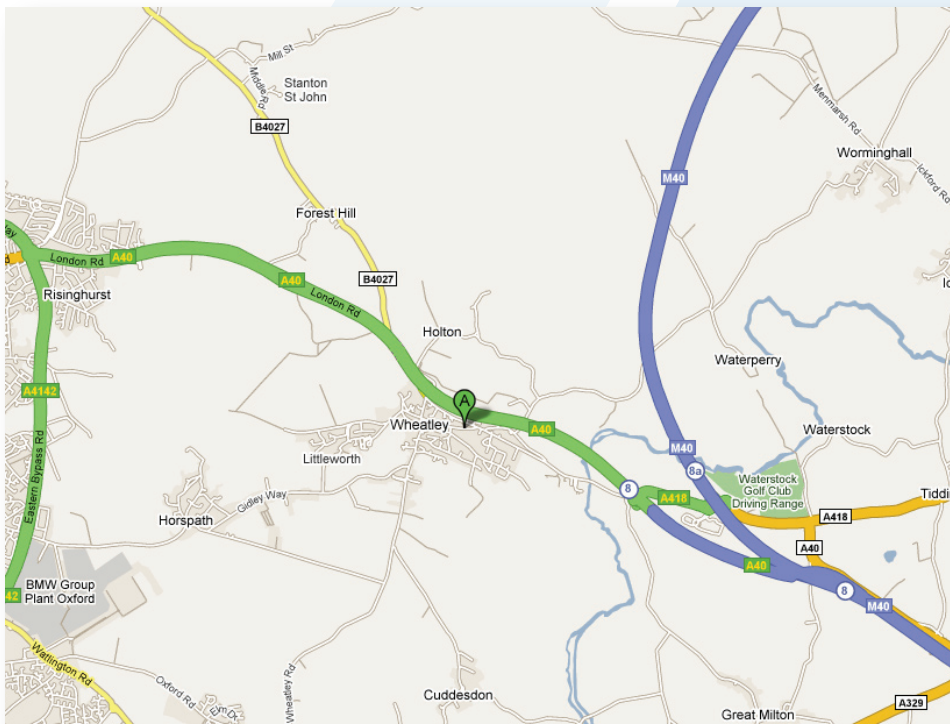 Mill St
Middle Rd
Stanton
St John
B4027
Menmarsh Rd
Worminghall
Ickford Rd
M40
Forest Hill
London Rd
A40
A40
London Rd
B4027
Risinghurst
Holton
Waterperry
A4142
Eastern Bypass Rd
A
Wheatley
A40
Waterstock
Littleworth
M40
8a
Waterstock
Golf Club
Driving Range
8
A418
A418
Gidley Way
Horspath
A40
A40
BMW Group
Plant Oxford
8
M40
Watlington Rd
Oxford Rd
Elm Dr
Wheatley Rd
Cuddesdon
Great Milton
A329